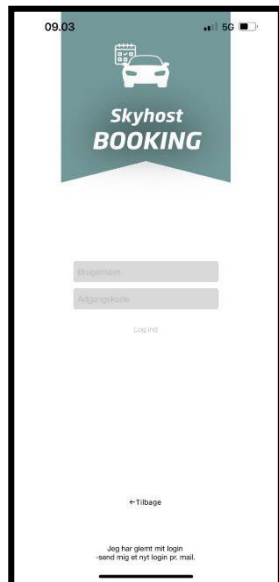 09.03
5G
Skyhost
BOOKING
Brugernavn
Adgangskode
Log ind
←Tilbage
Jeg har glemt mit login
-send mig et nyt login pr. mail.